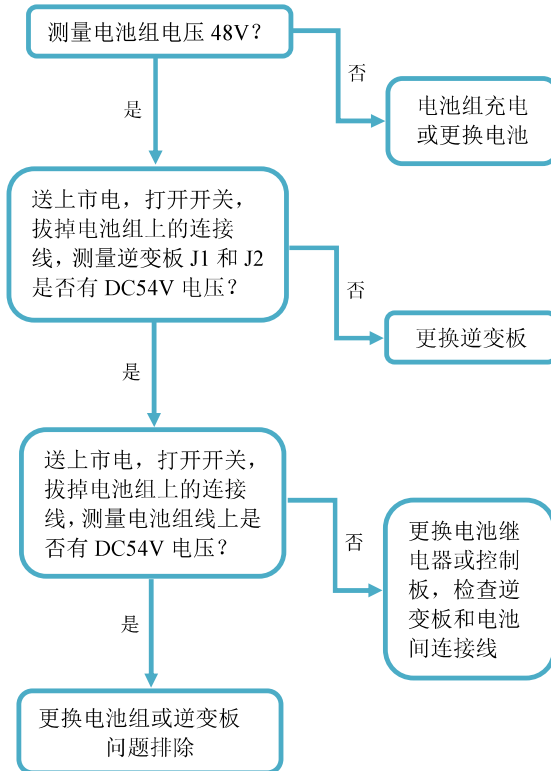 测量电池组电压 48V？
否
是
电池组充电
或更换电池
送上市电，打开开关，
拔掉电池组上的连接
线，测量逆变板 J1 和 J2
是否有 DC54V 电压？
否
更换逆变板
是
送上市电，打开开关，
拔掉电池组上的连接
线，测量电池组线上是
否有 DC54V 电压？
否
更换电池继
电器或控制
板，检查逆
变板和电池
间连接线
是
更换电池组或逆变板
问题排除